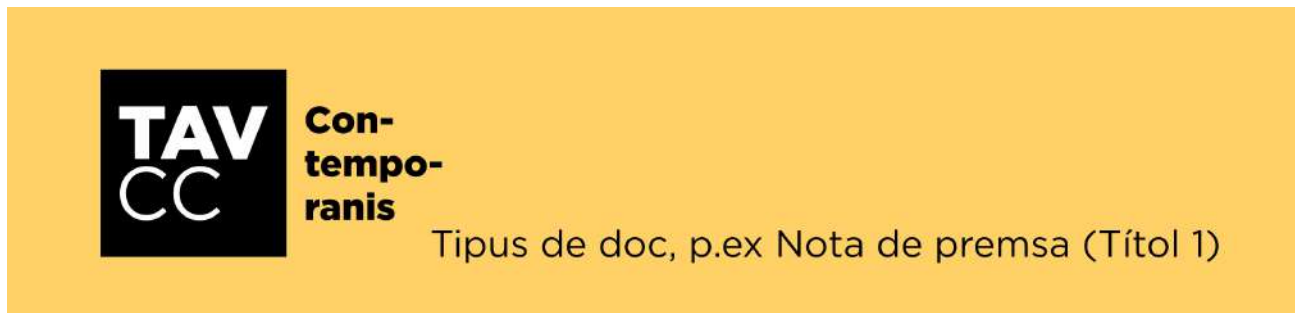 TAV
CC
Con-
tempo-
ranis
Tipus de doc, p.ex Nota de premsa (Títol 1)